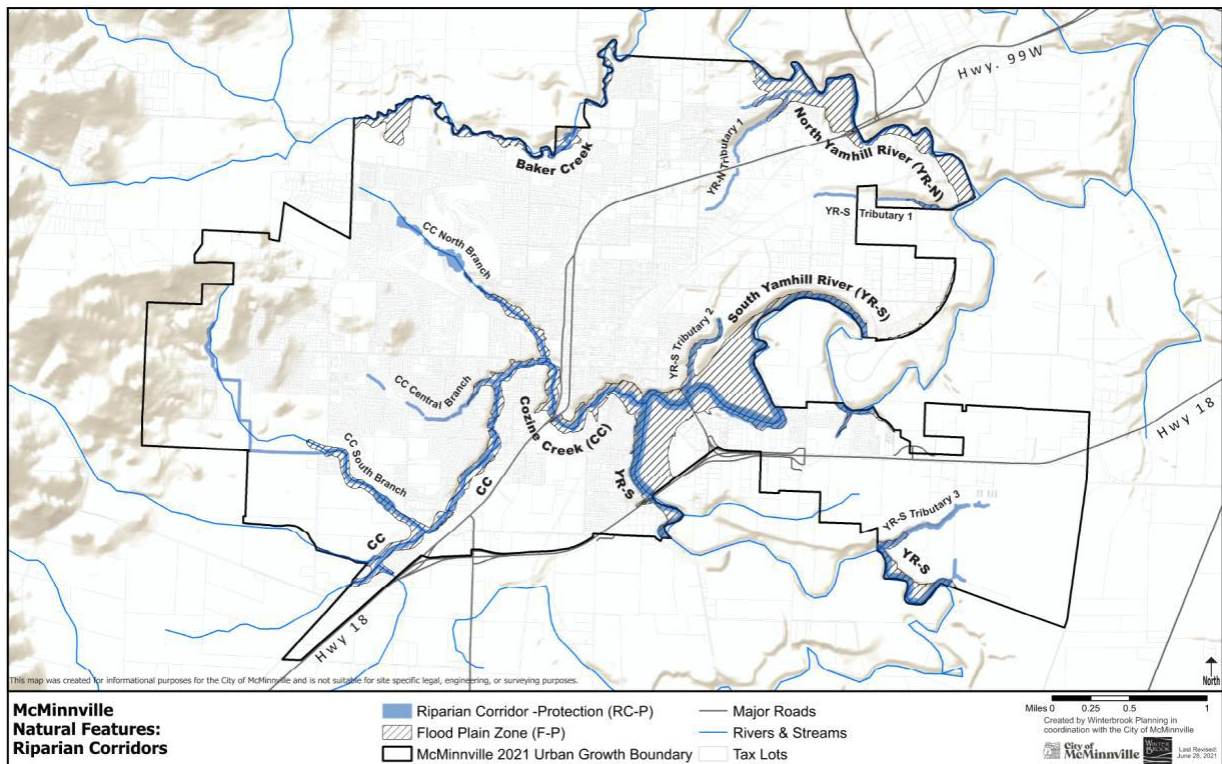 Hwy. 99W
North Yamhill River (YR-N)
YR-N Tributary 1
Baker Creek
YR-S Tributary 1
CC North Branch
South Yamhill River (YR-S)
YR-S Tributary 2
CC Central Branch
Cozine Creek (CC)
Hwy 18
CC South Branch
CC
YR-S
YR-S Tributary 3
CC
YR-S
Hwy 18
This map was created for informational purposes for the City of McMinnville and is not suitable for site specific legal, engineering, or surveying purposes.
North
McMinnville
Natural Features:
Riparian Corridors
Riparian Corridor -Protection (RC-P)
Flood Plain Zone (F-P)
McMinnville 2021 Urban Growth Boundary
Major Roads
Rivers & Streams
Tax Lots
Miles 0 0.25 0.5 1
Created by Winterbrook Planning in
coordination with the City of McMinnville
City of
McMinnville
WINTER
BROOK
Last Revised:
June 28, 2021